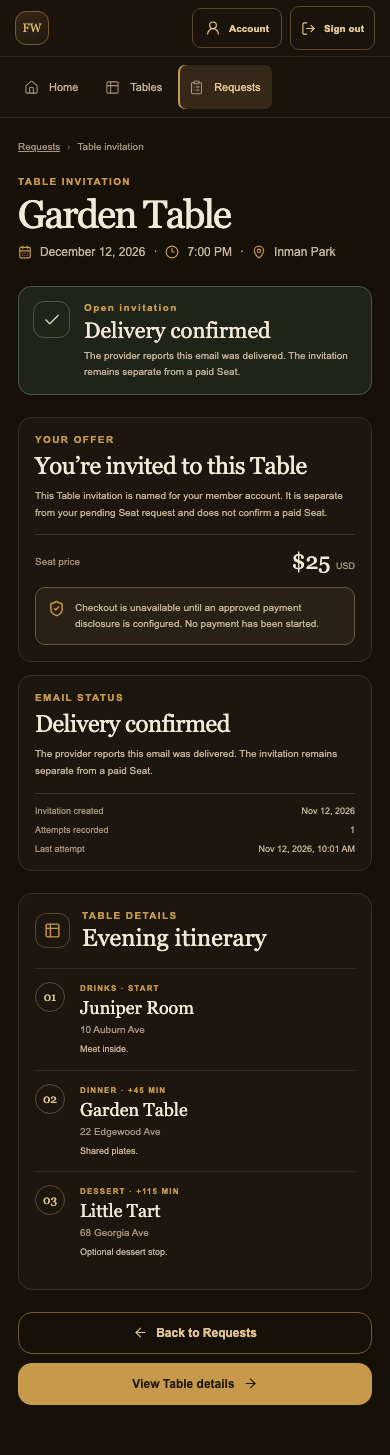 FW
Account
Sign out
Home
Tables
Requests
Requests › Table invitation
TABLE INVITATION
Garden Table
December 12, 2026 · 7:00 PM · Inman Park
Open invitation
Delivery confirmed
The provider reports this email was delivered. The invitation
remains separate from a paid Seat.
YOUR OFFER
You’re invited to this Table
This Table invitation is named for your member account. It is separate
from your pending Seat request and does not confirm a paid Seat.
Seat price
$25 USD
Checkout is unavailable until an approved payment
disclosure is configured. No payment has been started.
EMAIL STATUS
Delivery confirmed
The provider reports this email was delivered. The invitation remains
separate from a paid Seat.
Invitation created
Nov 12, 2026
Attempts recorded
1
Last attempt
Nov 12, 2026, 10:01 AM
TABLE DETAILS
Evening itinerary
01
DRINKS · START
Juniper Room
10 Auburn Ave
Meet inside.
02
DINNER · +45 MIN
Garden Table
22 Edgewood Ave
Shared plates.
03
DESSERT · +115 MIN
Little Tart
68 Georgia Ave
Optional dessert stop.
← Back to Requests
View Table details →